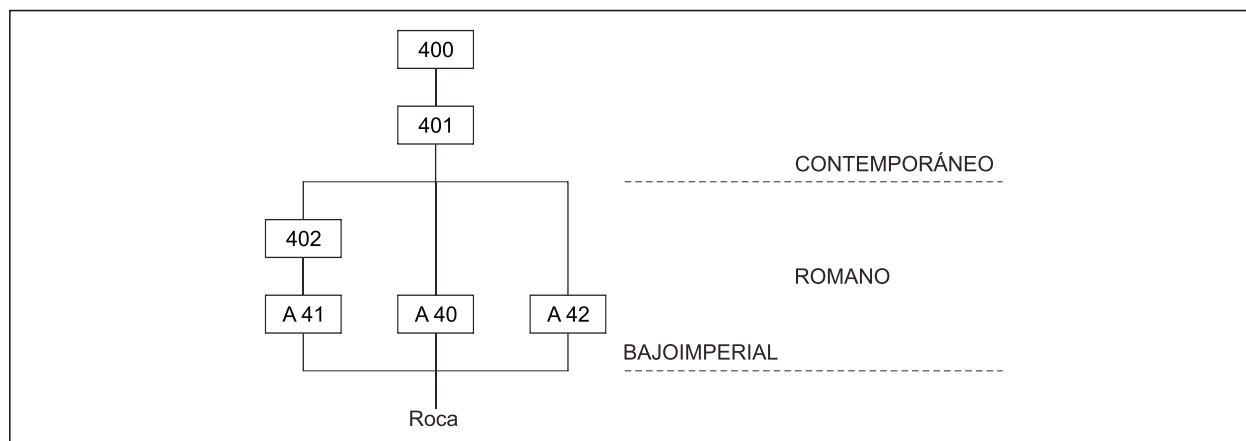 400
401
CONTEMPORÁNEO
402
ROMANO
A 41
A 40
A 42
BAJOIMPERIAL
Roca